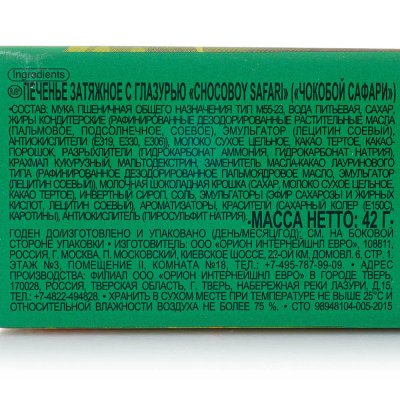 Ingredients
ПЕЧЕНЬЕ ЗАТЯЖНОЕ С ГЛАЗУРЬЮ «CHOCOBOY SAFARI» («ЧОКОБОЙ САФАРИ»)
•СОСТАВ: МУКА ПШЕНИЧНАЯ ОБЩЕГО НАЗНАЧЕНИЯ ТИП М55-23, ВОДА ПИТЬЕВАЯ, САХАР,
ЖИРЫ КОНДИТЕРСКИЕ (РАФИНИРОВАННЫЕ ДЕЗОДОРИРОВАННЫЕ РАСТИТЕЛЬНЫЕ МАСЛА
(ПАЛЬМОВОЕ, ПОДСОЛНЕЧНОЕ, СОЕВОЕ), ЭМУЛЬГАТОР (ЛЕЦИТИН СОЕВЫЙ),
АНТИОКИСЛИТЕЛИ (Е319, Е330, Е306)), МОЛОКО СУХОЕ ЦЕЛЬНОЕ, КАКАО ТЕРТОЕ, КАКАО-
ПОРОШОК, РАЗРЫХЛИТЕЛИ (ГИДРОКАРБОНАТ АММОНИЯ, ГИДРОКАРБОНАТ НАТРИЯ),
КРАХМАЛ КУКУРУЗНЫЙ, МАЛЬТОДЕКСТРИН, ЗАМЕНИТЕЛЬ МАСЛА-КАКАО ЛАУРИНОВОГО
ТИПА (РАФИНИРОВАННОЕ ДЕЗОДОРИРОВАННОЕ ПАЛЬМОЯДРОВОЕ МАСЛО, ЭМУЛЬГАТОР
(ЛЕЦИТИН СОЕВЫЙ)), МОЛОЧНАЯ ШОКОЛАДНАЯ КРОШКА (САХАР, МОЛОКО СУХОЕ ЦЕЛЬНОЕ,
КАКАО ТЕРТОЕ), ИНВЕРТНЫЙ СИРОП, СОЛЬ, ЭМУЛЬГАТОРЫ (ЭФИР САХАРОЗЫ И ЖИРНЫХ
КИСЛОТ, ЛЕЦИТИН СОЕВЫЙ), АРОМАТИЗАТОРЫ, КРАСИТЕЛИ (САХАРНЫЙ КОЛЕР (Е150С),
КАРОТИНЫ), АНТИОКИСЛИТЕЛЬ (ПИРОСУЛЬФИТ НАТРИЯ). •МАССА НЕТТО: 42 Г.
ГОДЕН ДО/ИЗГОТОВЛЕНО И УПАКОВАНО (ДЕНЬ/МЕСЯЦ/ГОД): СМ. НА БОКОВОЙ
СТОРОНЕ УПАКОВКИ • ИЗГОТОВИТЕЛЬ: ООО «ОРИОН ИНТЕРНЕЙШНЛ ЕВРО», 108811,
РОССИЯ, Г. МОСКВА, П. МОСКОВСКИЙ, КИЕВСКОЕ ШОССЕ, 22-ОЙ КМ, ДОМОВЛ. 6, СТР. 1,
ЭТАЖ №3, ПОМЕЩЕНИЕ II, КОМНАТА №18, ТЕЛ.: +7-495-787-99-09. • АДРЕС
ПРОИЗВОДСТВА: ФИЛИАЛ ООО «ОРИОН ИНТЕРНЕЙШНЛ ЕВРО» В ГОРОДЕ ТВЕРЬ,
170028, РОССИЯ, ТВЕРСКАЯ ОБЛАСТЬ, Г. ТВЕРЬ, НАБЕРЕЖНАЯ РЕКИ ЛАЗУРИ, Д.15,
ТЕЛ.: +7-4822-494828. • ХРАНИТЬ В СУХОМ МЕСТЕ ПРИ ТЕМПЕРАТУРЕ НЕ ВЫШЕ 25°С И
ОТНОСИТЕЛЬНОЙ ВЛАЖНОСТИ ВОЗДУХА НЕ БОЛЕЕ 75 %. • СТО 98948104-005-2015